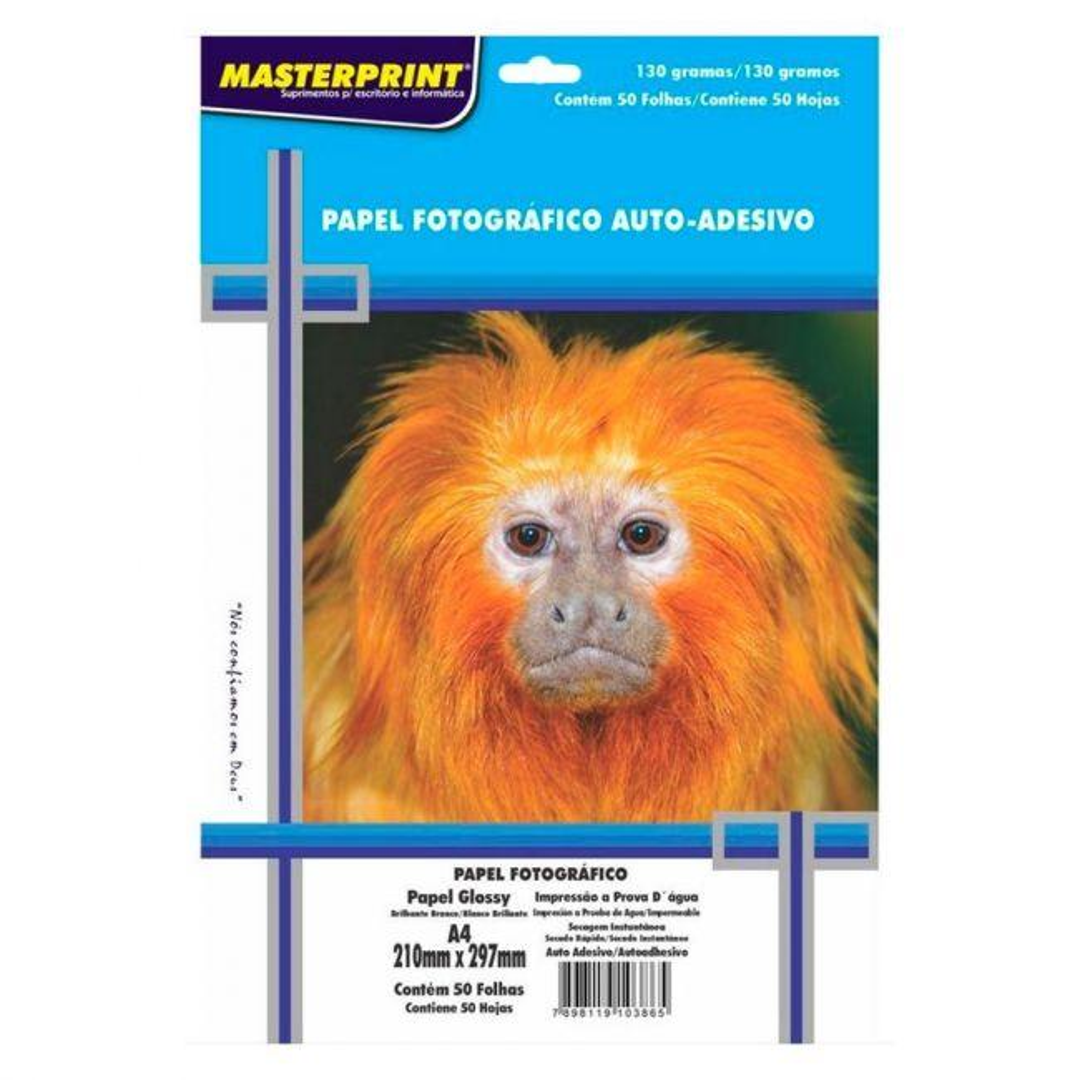 MASTERPRINT®
Suprimentos p/ escritório e informática
130 gramas/130 gramos
Contém 50 Folhas/Contiene 50 Hojas
PAPEL FOTOGRÁFICO AUTO-ADESIVO
"Nós confiamos em Deus"
PAPEL FOTOGRÁFICO
Papel Glossy
Brilhante Branco/Blanco Brillante
A4
210mm x 297mm
Contém 50 Folhas
Contiene 50 Hojas
Impressão a Prova D´água
Impreción a Prueba de Agua/Impermeable
Secagem Instantânea
Secado Rápido/Secado Instantáneo
Auto Adesivo/Autoadhesivo
7 898119 103865